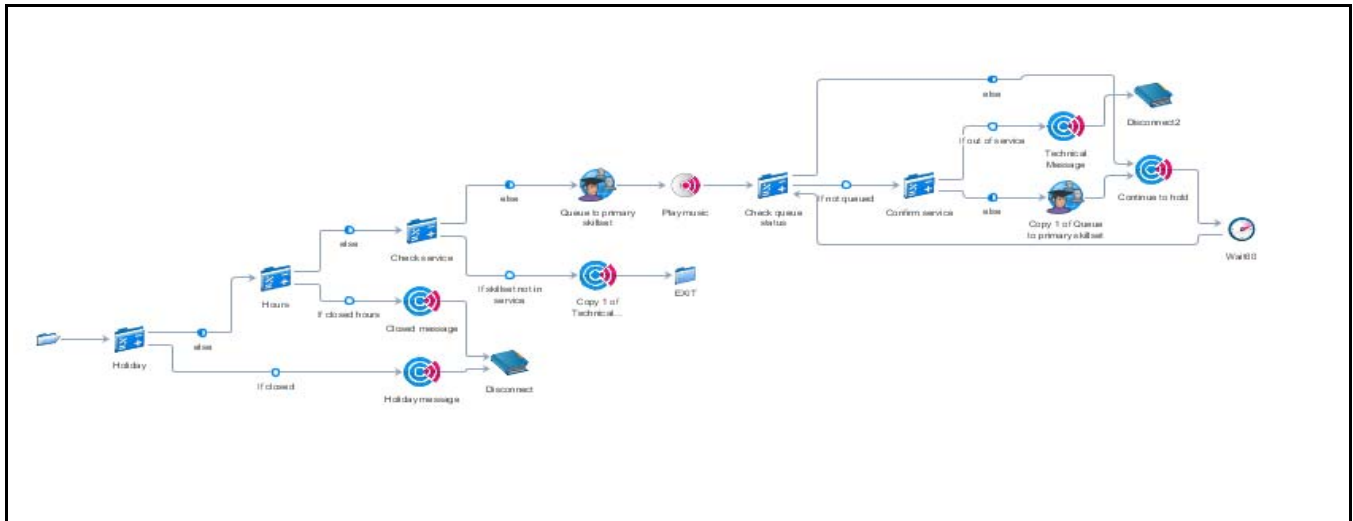 else
Disconnect2
If out of service
Technical
Message
else
Queue to primary
skillset
Play music
Check queue
status
If not queued
Confirm service
else
Copy 1 of Queue
to primary skillset
Continue to hold
Wait60
else
Check service
Hours
If closed hours
Closed message
If skillset not in
service
Copy 1 of
Technical...
EXIT
Holiday
else
If closed
Holiday message
Disconnect